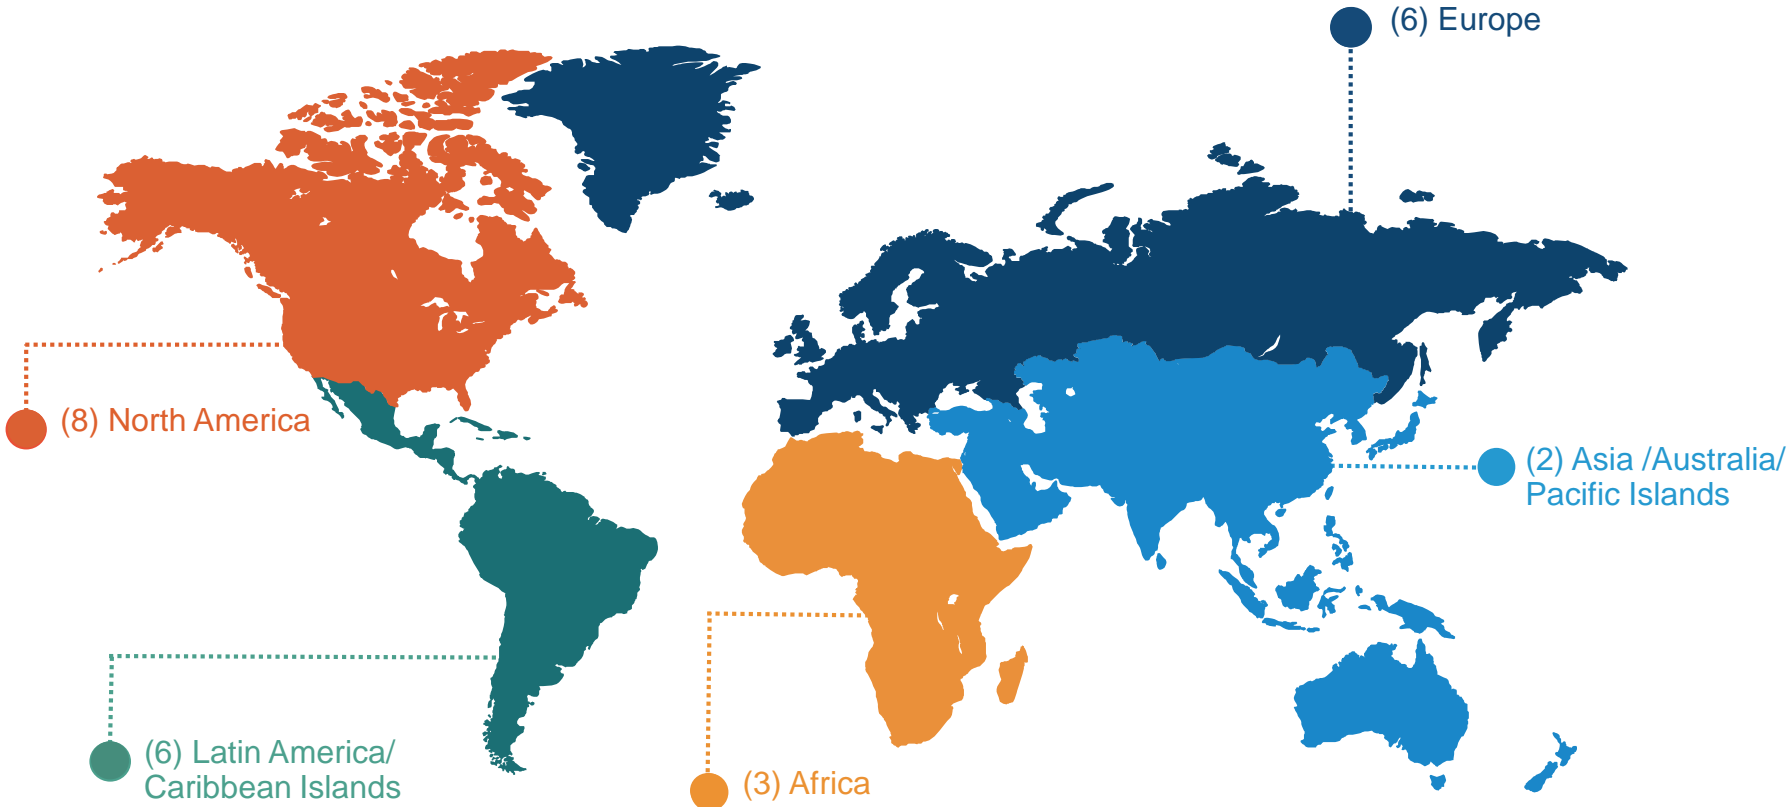 (6) Europe
(8) North America
(2) Asia /Australia/
Pacific Islands
(6) Latin America/
Caribbean Islands
(3) Africa